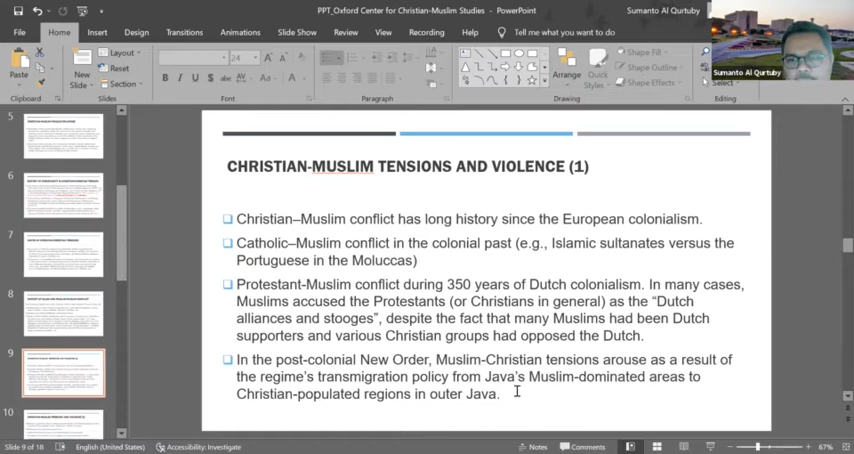 PPT_Oxford Center for Christian-Muslim Studies - PowerPoint
Sumanto Al Qurtuby
File Home Insert Design Transitions Animations Slide Show Review View Recording Help Tell me what you want to do
Layout
Reset
Section
Paste
New
Slide
24
Arrange
Quick
Styles
Shape Fill
Shape Outline
Shape Effects
Select
Clipboard Slides Font Paragraph Drawing Editing
Sumanto Al Qurtuby
5
6
7
8
9
10
CHRISTIAN-MUSLIM TENSIONS AND VIOLENCE (1)
Christian–Muslim conflict has long history since the European colonialism.
Catholic–Muslim conflict in the colonial past (e.g., Islamic sultanates versus the
Portuguese in the Moluccas)
Protestant-Muslim conflict during 350 years of Dutch colonialism. In many cases,
Muslims accused the Protestants (or Christians in general) as the “Dutch
alliances and stooges”, despite the fact that many Muslims had been Dutch
supporters and various Christian groups had opposed the Dutch.
In the post-colonial New Order, Muslim-Christian tensions arouse as a result of
the regime’s transmigration policy from Java’s Muslim-dominated areas to
Christian-populated regions in outer Java.
Slide 9 of 18 English (United States) Accessibility: Investigate Notes Comments 67%